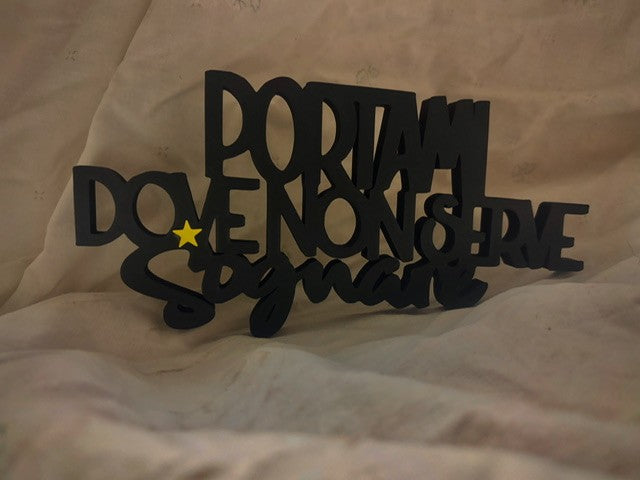 PORTAMI
DOVE NON SERVE
Sognare